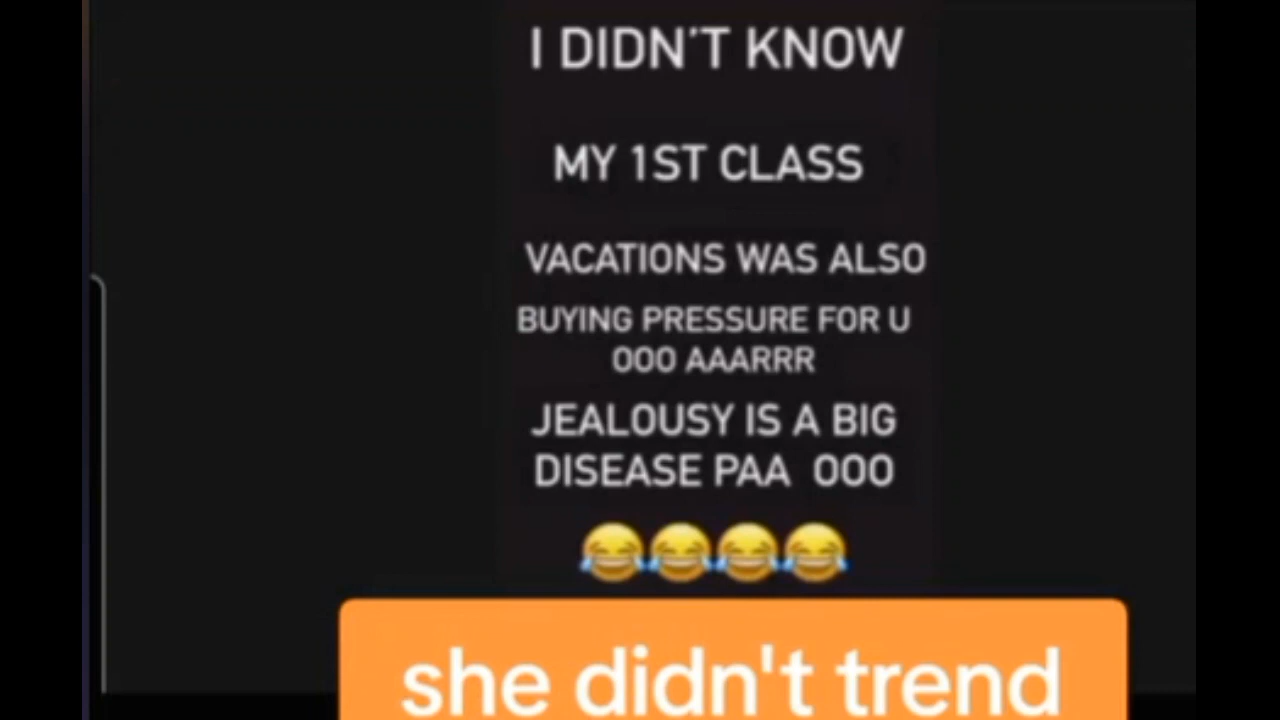 I DIDN'T KNOW
MY 1ST CLASS
VACATIONS WAS ALSO
BUYING PRESSURE FOR U
OOO AAARRR
JEALOUSY IS A BIG
DISEASE PAA OOO
😂😂😂😂
she didn't trend